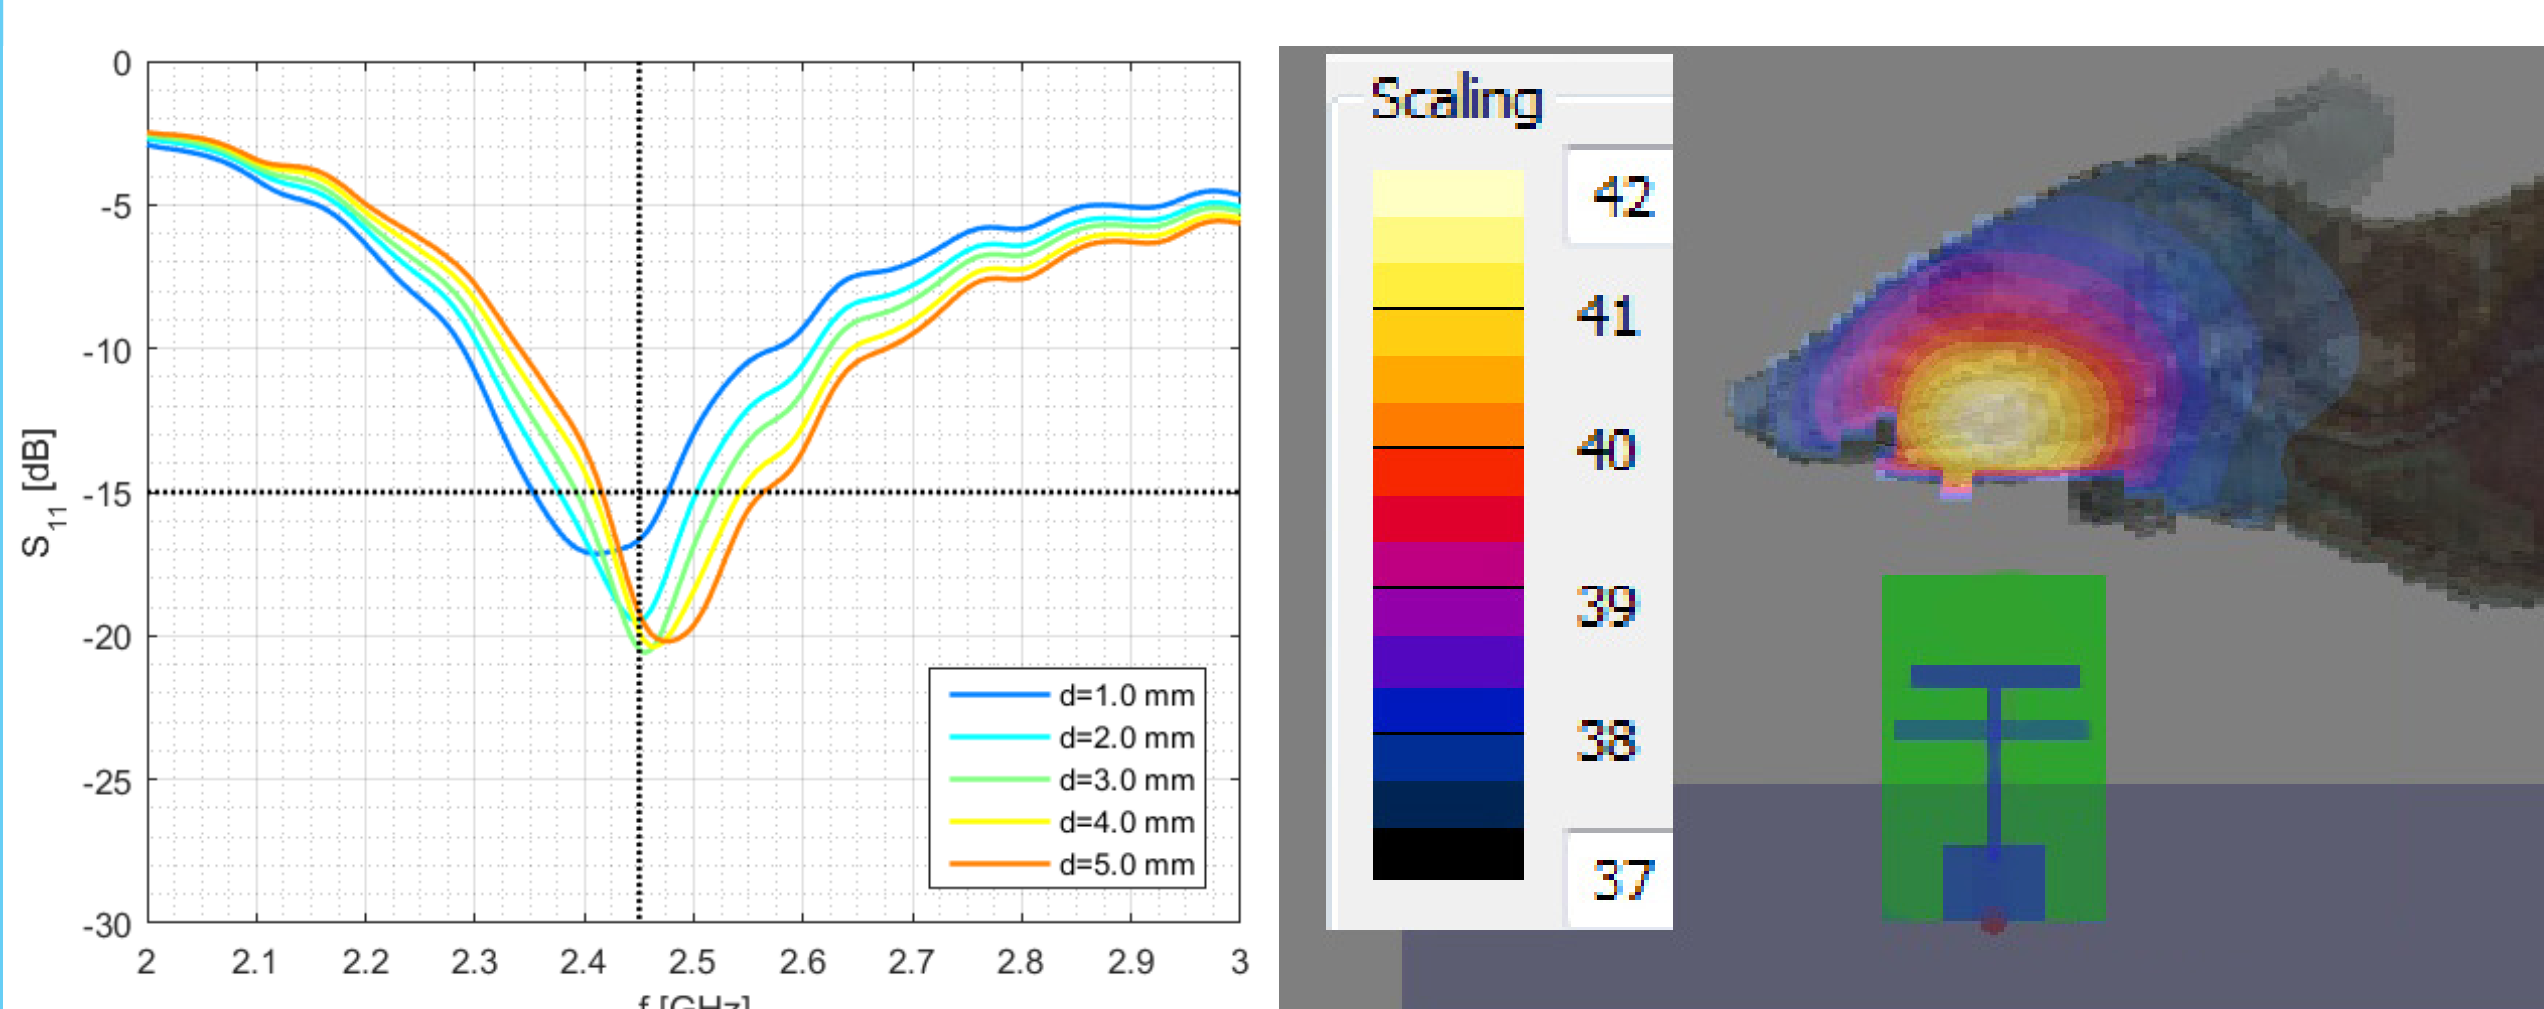 0
-5
-10
-15
-20
-25
-30
S11 [dB]
2 2.1 2.2 2.3 2.4 2.5 2.6 2.7 2.8 2.9 3
f [GHz]
d=1.0 mm
d=2.0 mm
d=3.0 mm
d=4.0 mm
d=5.0 mm
Scaling
42
41
40
39
38
37